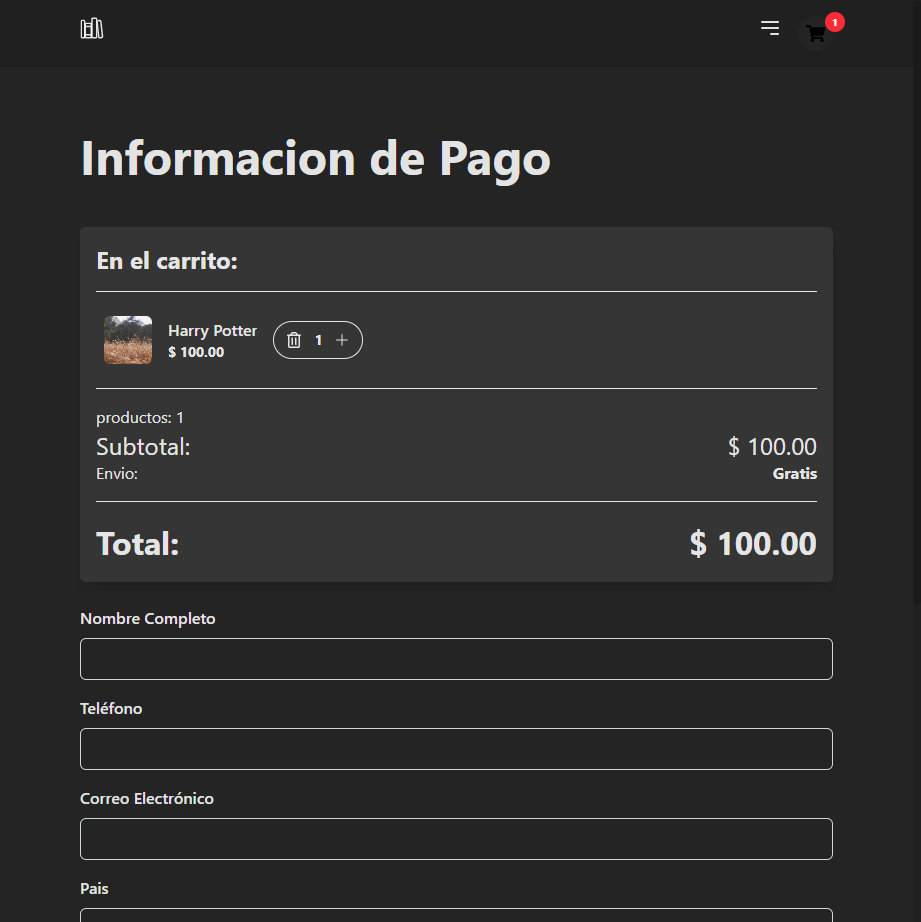 1
Informacion de Pago
En el carrito:
Harry Potter
$ 100.00
1
productos: 1
Subtotal: $ 100.00
Envio: Gratis
Total: $ 100.00
Nombre Completo
Teléfono
Correo Electrónico
Pais